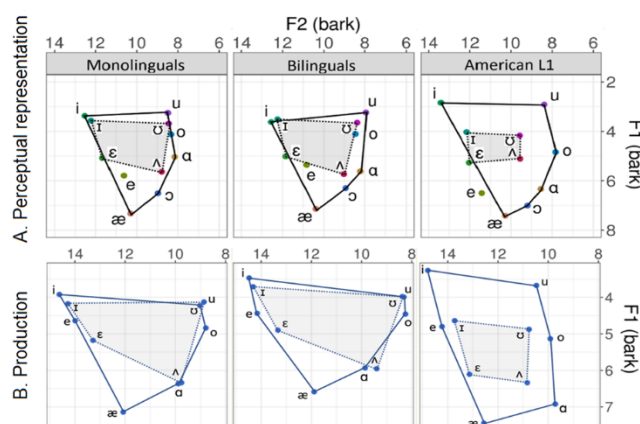 F2 (bark)
14 12 10 8 6 14 12 10 8 6 14 12 10 8 6
Monolinguals Bilinguals American L1
A. Perceptual representation
i u ɪ ʊ o ɛ ɑ ʌ e ɔ æ
i u ɪ ʊ o ɛ ɑ ʌ e ɔ æ
i u ɪ ʊ o ɛ ʌ ɑ e ɔ æ
2
4
6
8
F1 (bark)
14 12 10 8 14 12 10 8 14 12 10 8
B. Production
i u ɪ ʊ e o ɛ ʌ ɑ æ
i u ɪ ʊ e o ɛ ʌ ɑ æ
i u ɪ ʊ e o ɛ ʌ ɑ æ
4
5
6
7
F1 (bark)